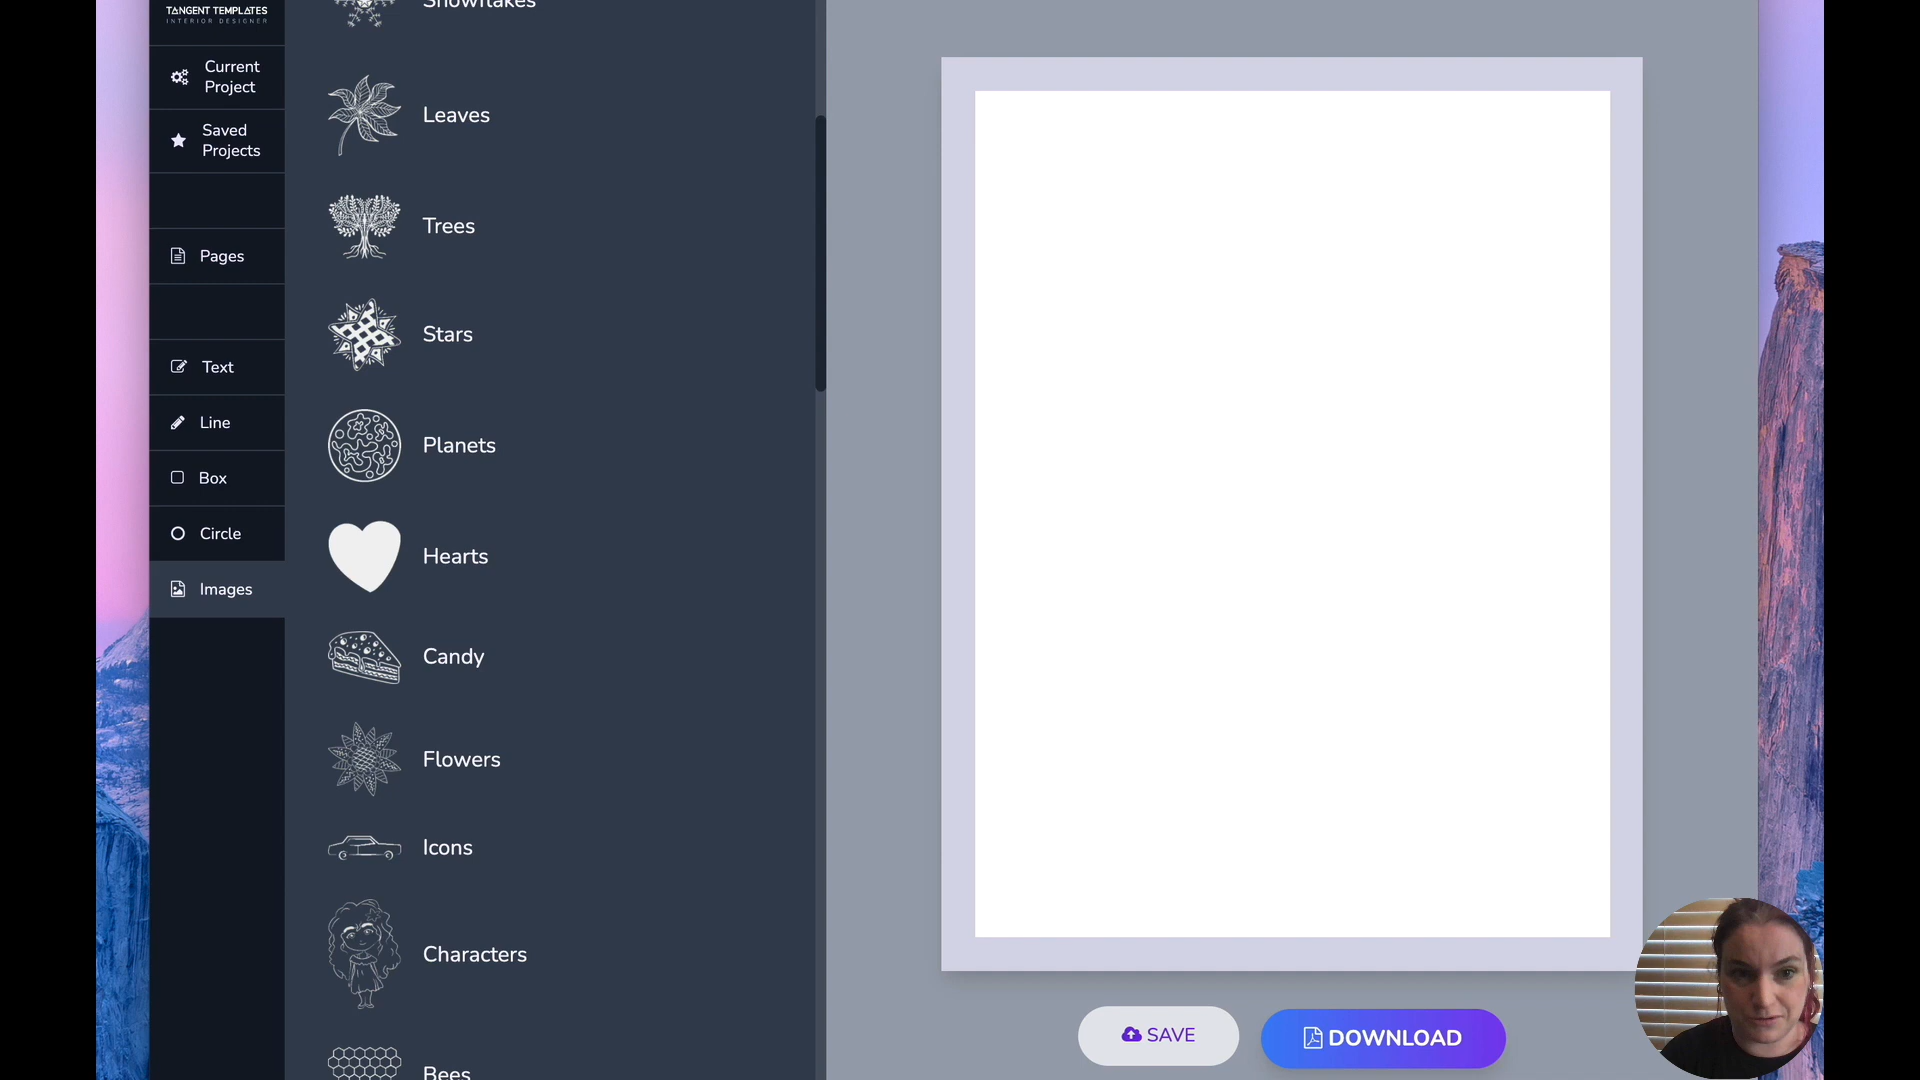 TANGENT TEMPLATES
INTERIOR DESIGNER
Current
Project
Saved
Projects
Pages
Text
Line
Box
Circle
Images
Snowflakes
Leaves
Trees
Stars
Planets
Hearts
Candy
Flowers
Icons
Characters
Bees
SAVE
DOWNLOAD